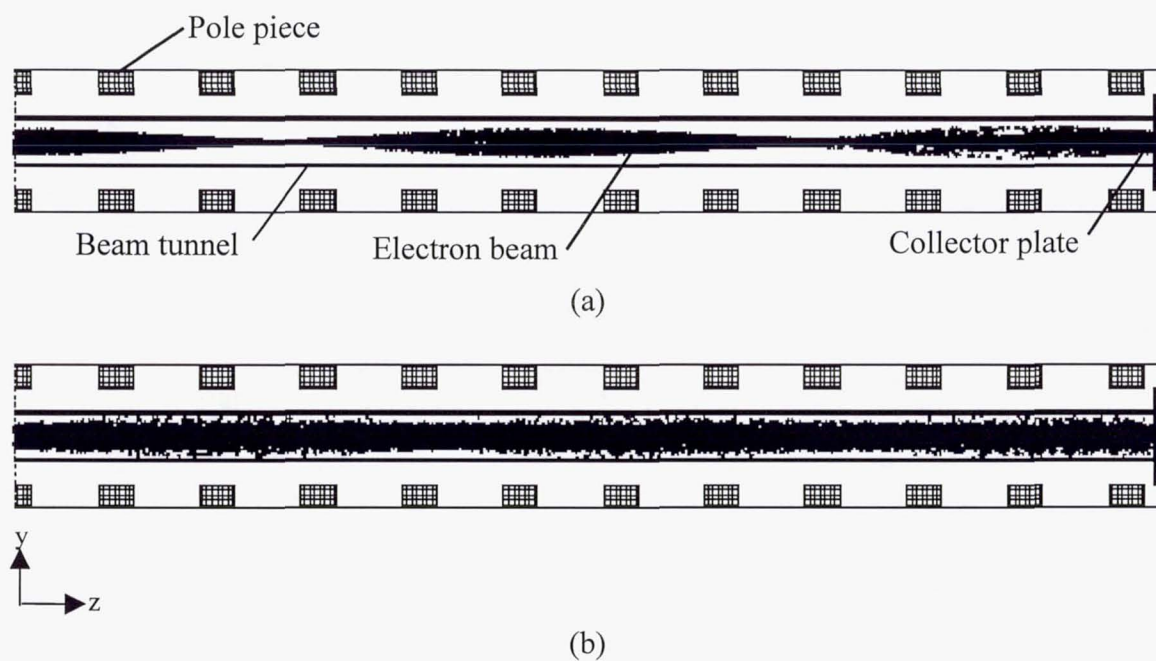 Pole piece
Beam tunnel
Electron beam
Collector plate
(a)
y
z
(b)